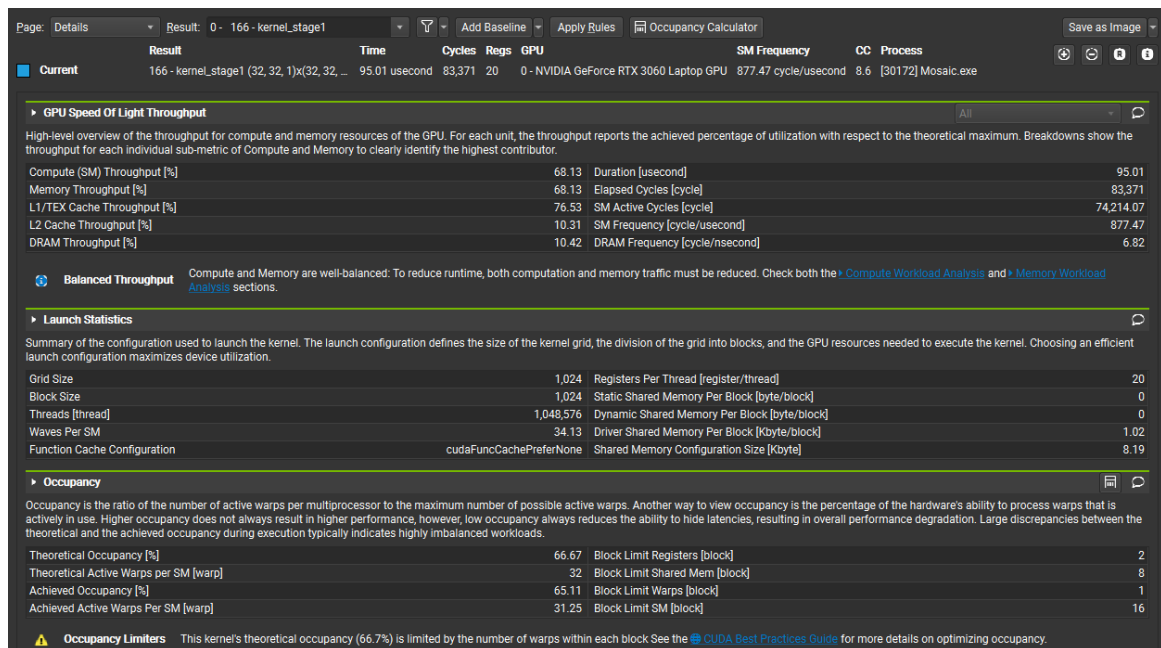 Page: Details Result: 0 - 166 - kernel_stage1 Add Baseline Apply Rules Occupancy Calculator Save as Image
Result Time Cycles Regs GPU SM Frequency CC Process
Current 166 - kernel_stage1 (32, 32, 1)x(32, 32, ... 95.01 usecond 83,371 20 0 - NVIDIA GeForce RTX 3060 Laptop GPU 877.47 cycle/usecond 8.6 [30172] Mosaic.exe
GPU Speed Of Light Throughput All
High-level overview of the throughput for compute and memory resources of the GPU. For each unit, the throughput reports the achieved percentage of utilization with respect to the theoretical maximum. Breakdowns show the
throughput for each individual sub-metric of Compute and Memory to clearly identify the highest contributor.
Compute (SM) Throughput [%] 68.13 Duration [usecond] 95.01
Memory Throughput [%] 68.13 Elapsed Cycles [cycle] 83,371
L1/TEX Cache Throughput [%] 76.53 SM Active Cycles [cycle] 74,214.07
L2 Cache Throughput [%] 10.31 SM Frequency [cycle/usecond] 877.47
DRAM Throughput [%] 10.42 DRAM Frequency [cycle/nsecond] 6.82
Balanced Throughput Compute and Memory are well-balanced: To reduce runtime, both computation and memory traffic must be reduced. Check both the Compute Workload Analysis and Memory Workload
Analysis sections.
Launch Statistics
Summary of the configuration used to launch the kernel. The launch configuration defines the size of the kernel grid, the division of the grid into blocks, and the GPU resources needed to execute the kernel. Choosing an efficient
launch configuration maximizes device utilization.
Grid Size 1,024 Registers Per Thread [register/thread] 20
Block Size 1,024 Static Shared Memory Per Block [byte/block] 0
Threads [thread] 1,048,576 Dynamic Shared Memory Per Block [byte/block] 0
Waves Per SM 34.13 Driver Shared Memory Per Block [Kbyte/block] 1.02
Function Cache Configuration cudaFuncCachePreferNone Shared Memory Configuration Size [Kbyte] 8.19
Occupancy
Occupancy is the ratio of the number of active warps per multiprocessor to the maximum number of possible active warps. Another way to view occupancy is the percentage of the hardware's ability to process warps that is
actively in use. Higher occupancy does not always result in higher performance, however, low occupancy always reduces the ability to hide latencies, resulting in overall performance degradation. Large discrepancies between the
theoretical and the achieved occupancy during execution typically indicates highly imbalanced workloads.
Theoretical Occupancy [%] 66.67 Block Limit Registers [block] 2
Theoretical Active Warps per SM [warp] 32 Block Limit Shared Mem [block] 8
Achieved Occupancy [%] 65.11 Block Limit Warps [block] 1
Achieved Active Warps Per SM [warp] 31.25 Block Limit SM [block] 16
Occupancy Limiters This kernel's theoretical occupancy (66.7%) is limited by the number of warps within each block See the CUDA Best Practices Guide for more details on optimizing occupancy.